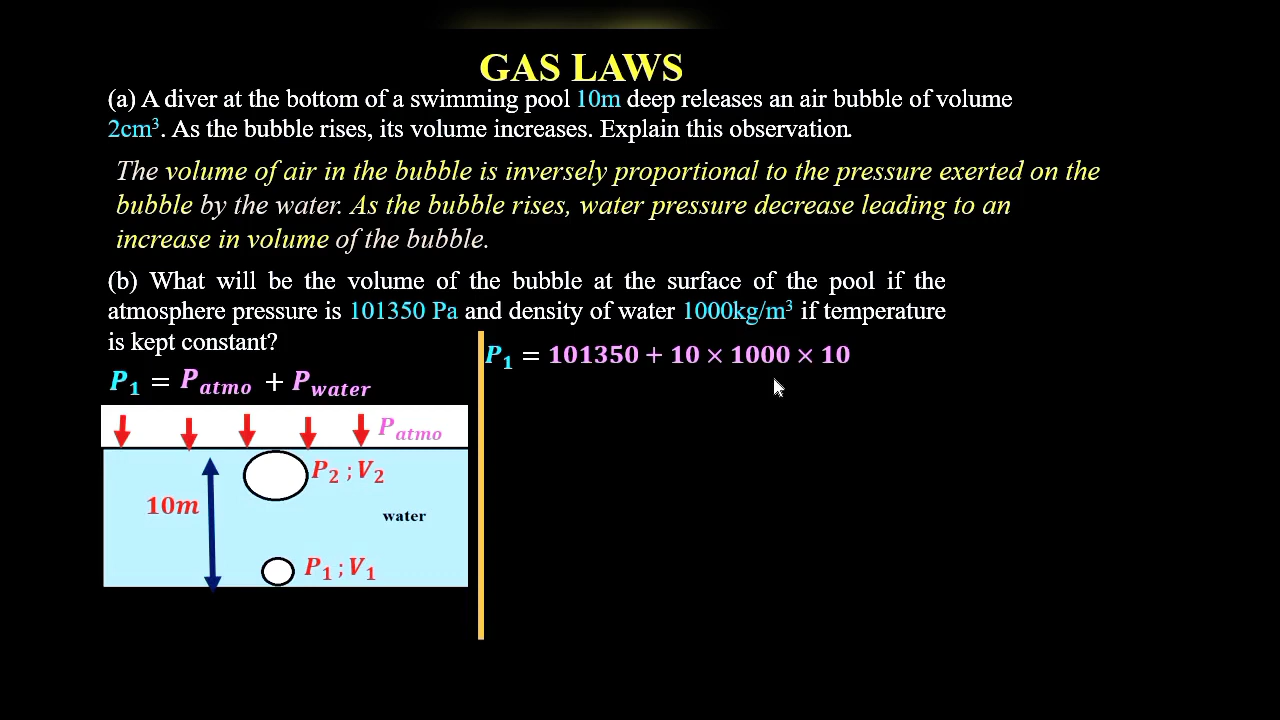 GAS LAWS
(a) A diver at the bottom of a swimming pool 10m deep releases an air bubble of volume
2cm³. As the bubble rises, its volume increases. Explain this observation.
The volume of air in the bubble is inversely proportional to the pressure exerted on the
bubble by the water. As the bubble rises, water pressure decrease leading to an
increase in volume of the bubble.
(b) What will be the volume of the bubble at the surface of the pool if the
atmosphere pressure is 101350 Pa and density of water 1000kg/m³ if temperature
is kept constant?
P₁ = 101350 + 10 × 1000 × 10
P₁ = Pₐₜₘₒ + P_water
Pₐₜₘₒ
P₂ ; V₂
10m
water
P₁ ; V₁